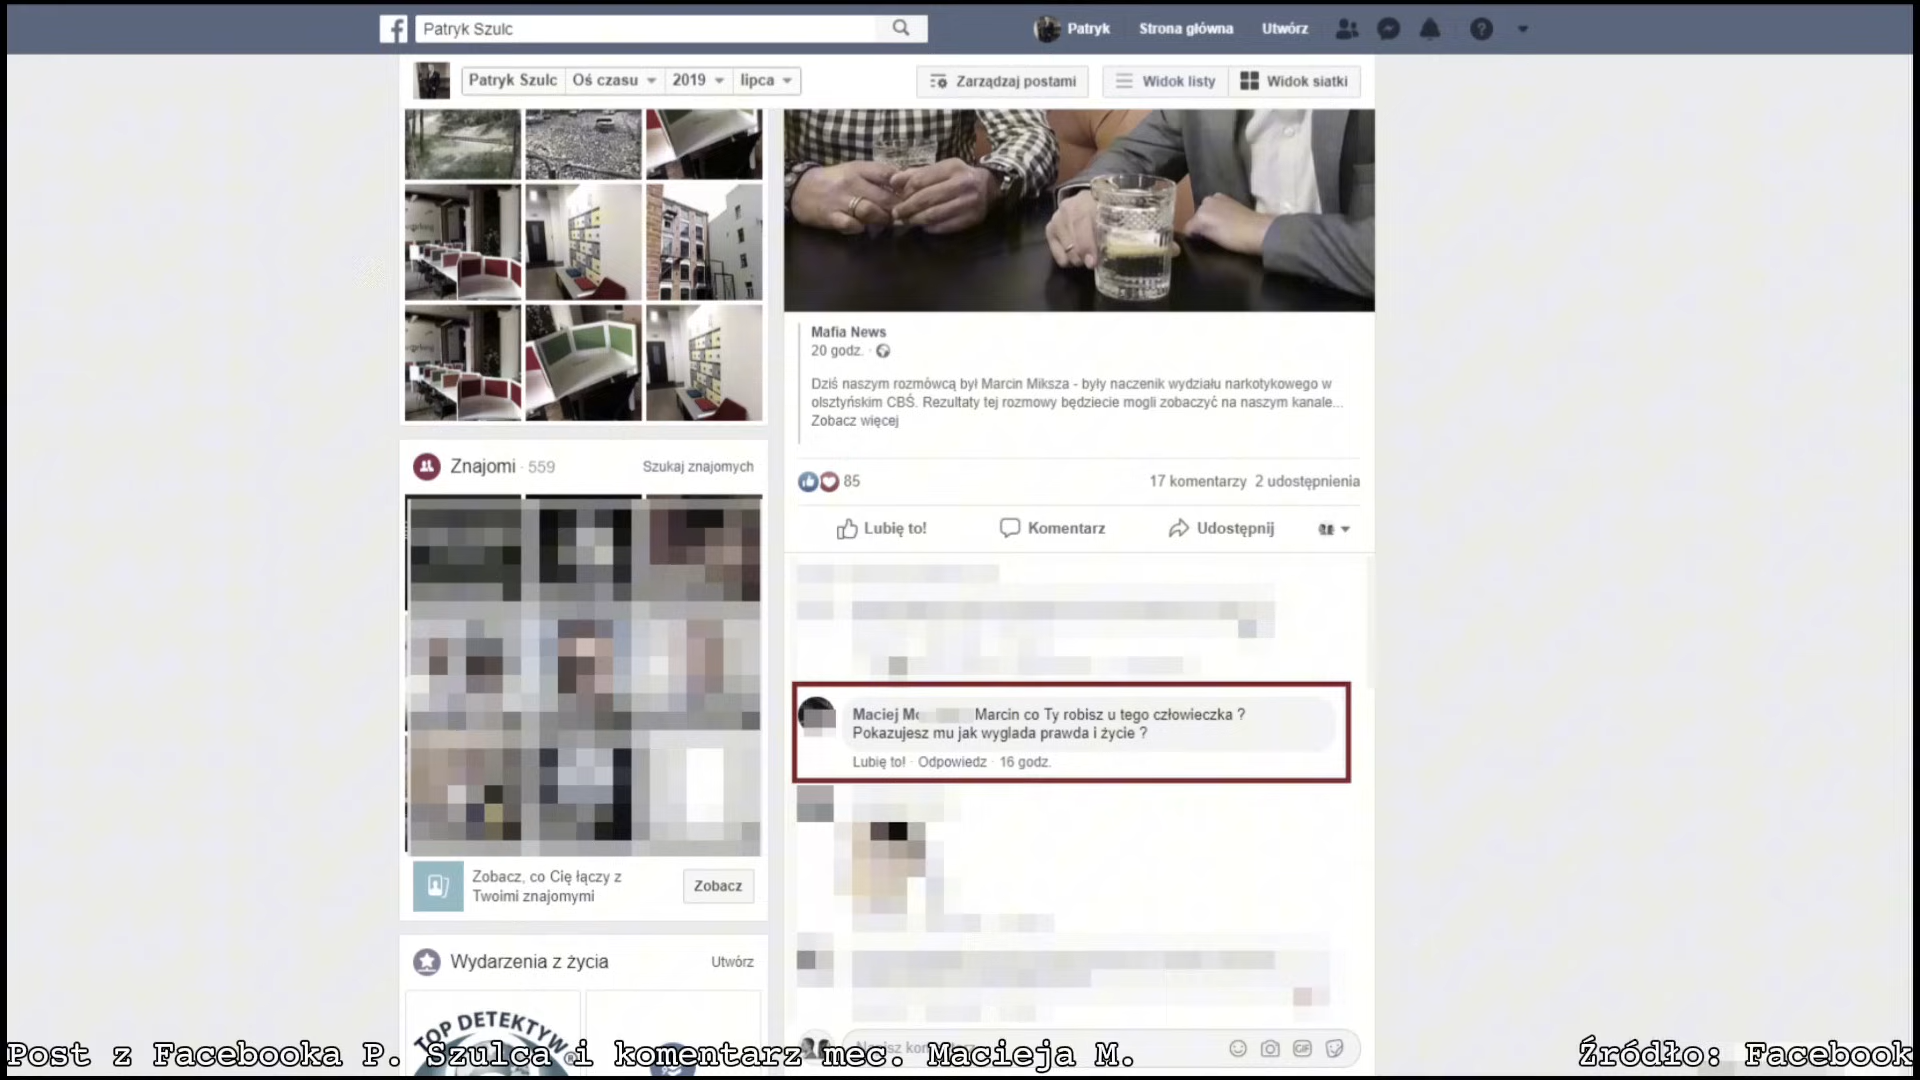 Patryk Szulc
Patryk
Strona główna
Utwórz
Patryk Szulc
Oś czasu
2019
lipca
Zarządzaj postami
Widok listy
Widok siatki
Mafia News
20 godz.
Dziś naszym rozmówcą był Marcin Miksza - były naczenik wydziału narkotykowego w
olsztyńskim CBŚ. Rezultaty tej rozmowy będziecie mogli zobaczyć na naszym kanale...
Zobacz więcej
Znajomi · 559
Szukaj znajomych
85
17 komentarzy 2 udostępnienia
Lubię to!
Komentarz
Udostępnij
Maciej Mo Marcin co Ty robisz u tego człowieczka ?
Pokazujesz mu jak wyglada prawda i życie ?
Lubię to! · Odpowiedz · 16 godz.
Zobacz, co Cię łączy z
Twoimi znajomymi
Zobacz
Wydarzenia z życia
Utwórz
TOP DETEKTYW
GIF
Post z Facebooka P. Szulca i komentarz mec. Macieja M.
Źródło: Facebook